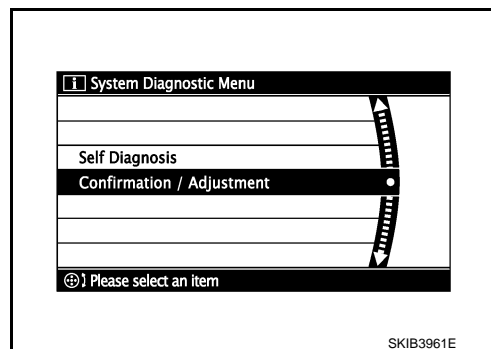 i System Diagnostic Menu
Self Diagnosis
Confirmation / Adjustment
Please select an item
SKIB3961E